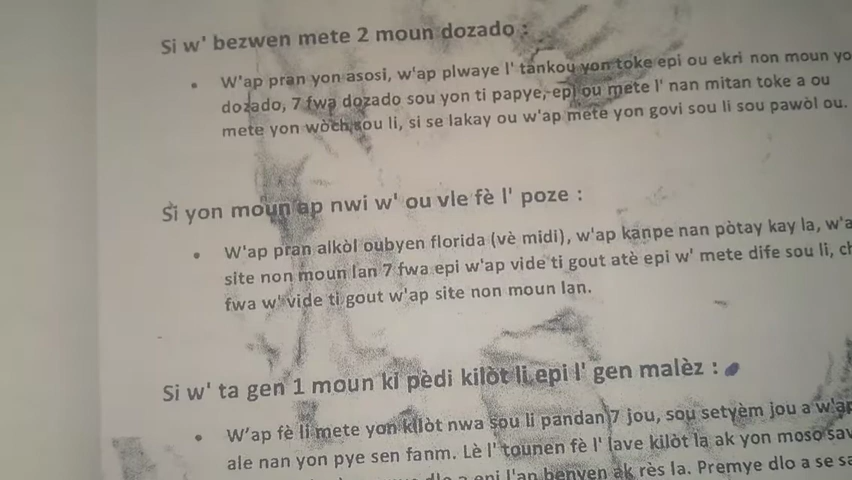 Si w' bezwen mete 2 moun dozado :
• W'ap pran yon asosi, w'ap plwaye l' tankou yon toke epi ou ekri non moun yo
dozado, 7 fwa dozado sou yon ti papye, epi ou mete l' nan mitan toke a ou
mete yon wòch sou li, si se lakay ou w'ap mete yon govi sou li sou pawòl ou.
Si yon moun ap nwi w' ou vle fè l' poze :
• W'ap pran alkòl oubyen florida (vè midi), w'ap kanpe nan pòtay kay la, w'a
site non moun lan 7 fwa epi w'ap vide ti gout atè epi w' mete dife sou li, ch
fwa w' vide ti gout w'ap site non moun lan.
Si w' ta gen 1 moun ki pèdi kilòt li epi l' gen malèz :
• W'ap fè li mete yon kilòt nwa sou li pandan 7 jou, sou setyèm jou a w'ap
ale nan yon pye sen fanm. Lè l' tounen fè l' lave kilòt la ak yon moso sav
dlo a epi l'an benyen ak rès la. Premye dlo a se sa